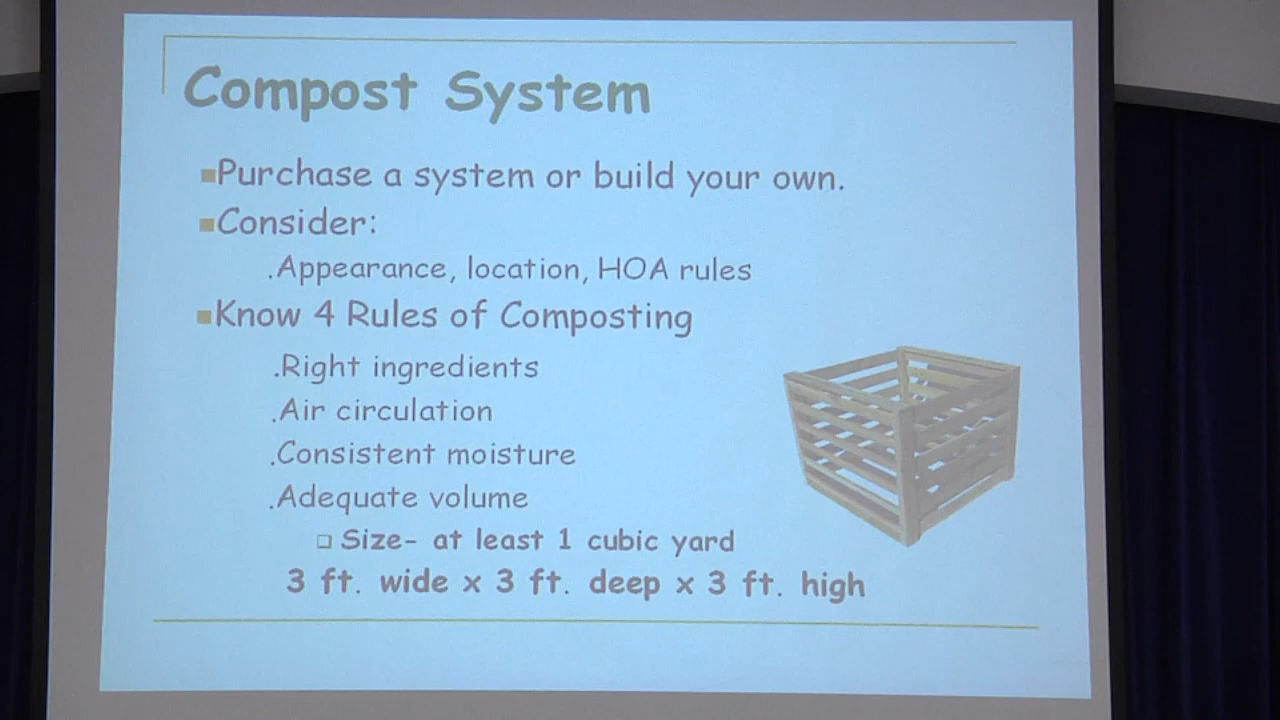 Compost System
Purchase a system or build your own.
Consider:
.Appearance, location, HOA rules
Know 4 Rules of Composting
.Right ingredients
.Air circulation
.Consistent moisture
.Adequate volume
Size- at least 1 cubic yard
3 ft. wide x 3 ft. deep x 3 ft. high